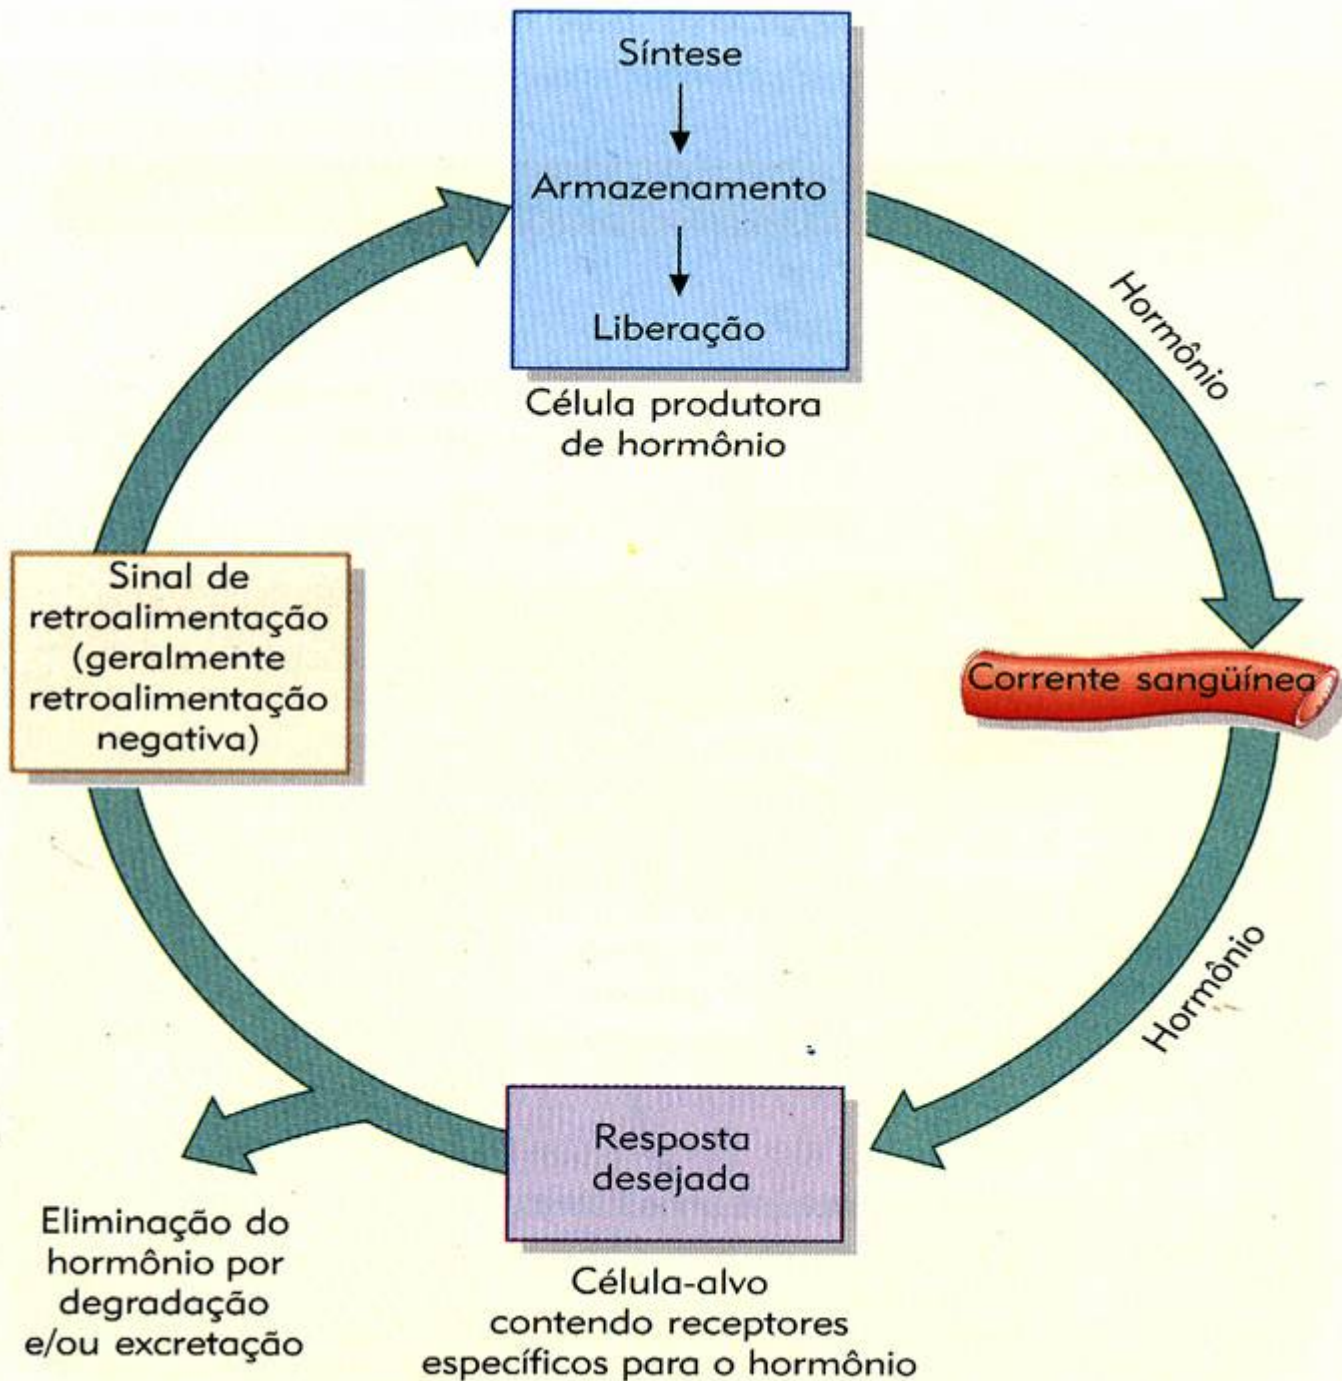 Síntese
Armazenamento
Liberação
Célula produtora
de hormônio
Hormônio
Corrente sangüínea
Hormônio
Resposta
desejada
Célula-alvo
contendo receptores
específicos para o hormônio
Eliminação do
hormônio por
degradação
e/ou excretação
Sinal de
retroalimentação
(geralmente
retroalimentação
negativa)